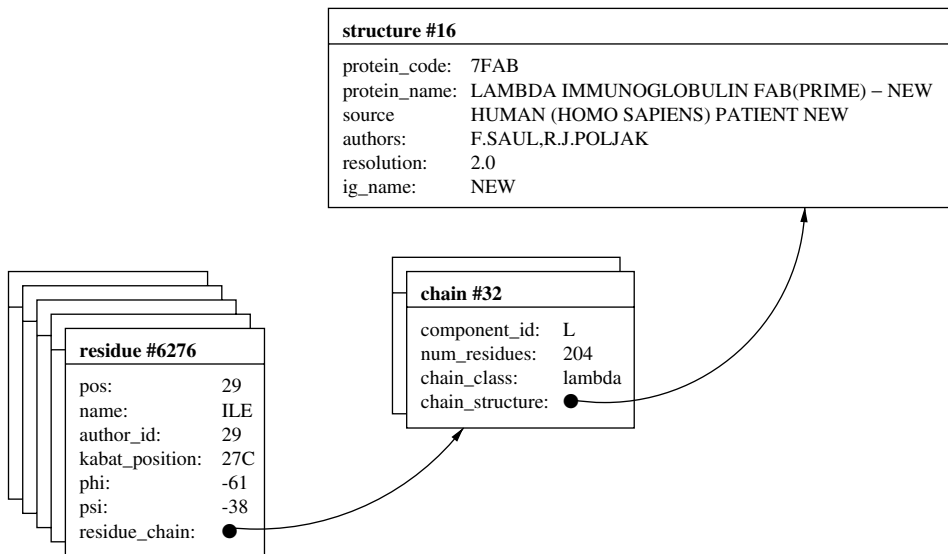 structure #16
protein_code: 7FAB
protein_name: LAMBDA IMMUNOGLOBULIN FAB(PRIME) − NEW
source HUMAN (HOMO SAPIENS) PATIENT NEW
authors: F.SAUL,R.J.POLJAK
resolution: 2.0
ig_name: NEW
chain #32
component_id: L
num_residues: 204
chain_class: lambda
chain_structure:
residue #6276
pos: 29
name: ILE
author_id: 29
kabat_position: 27C
phi: -61
psi: -38
residue_chain: